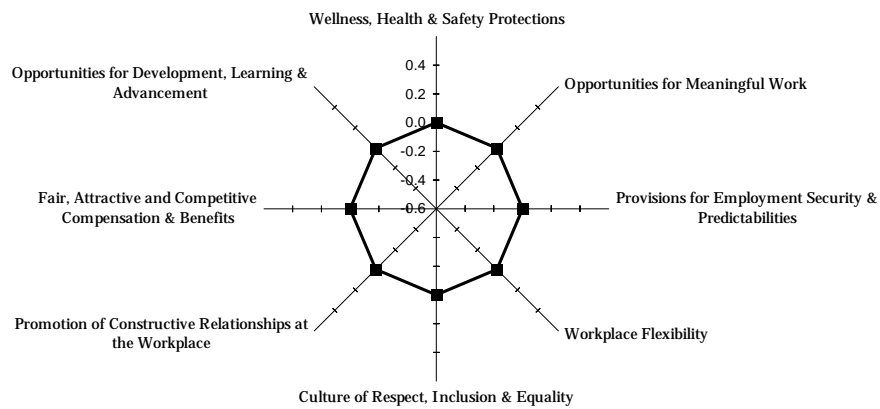 Wellness, Health & Safety Protections
0.4
Opportunities for Development, Learning &
Advancement
Opportunities for Meaningful Work
0.2
0.0
-0.2
-0.4
Fair, Attractive and Competitive
Compensation & Benefits
-0.6
Provisions for Employment Security &
Predictabilities
Promotion of Constructive Relationships at
the Workplace
Workplace Flexibility
Culture of Respect, Inclusion & Equality